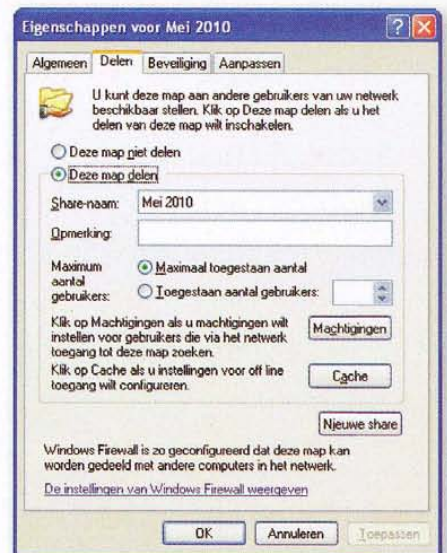 Eigenschappen voor Mei 2010
Algemeen Delen Beveiliging Aanpassen
U kunt deze map aan andere gebruikers van uw netwerk
beschikbaar stellen. Klik op Deze map delen als u het
delen van deze map wilt inschakelen.
Deze map niet delen
Deze map delen
Share-naam: Mei 2010
Opmerking:
Maximum
aantal
gebruikers:
Maximaal toegestaan aantal
Toegestaan aantal gebruikers:
Klik op Machtigingen als u machtigingen wilt
instellen voor gebruikers die via het netwerk
toegang tot deze map zoeken.
Machtigingen
Klik op Cache als u instellingen voor off line
toegang wilt configureren.
Cache
Nieuwe share
Windows Firewall is zo geconfigureerd dat deze map kan
worden gedeeld met andere computers in het netwerk.
De instellingen van Windows Firewall weergeven
OK Annuleren Toepassen